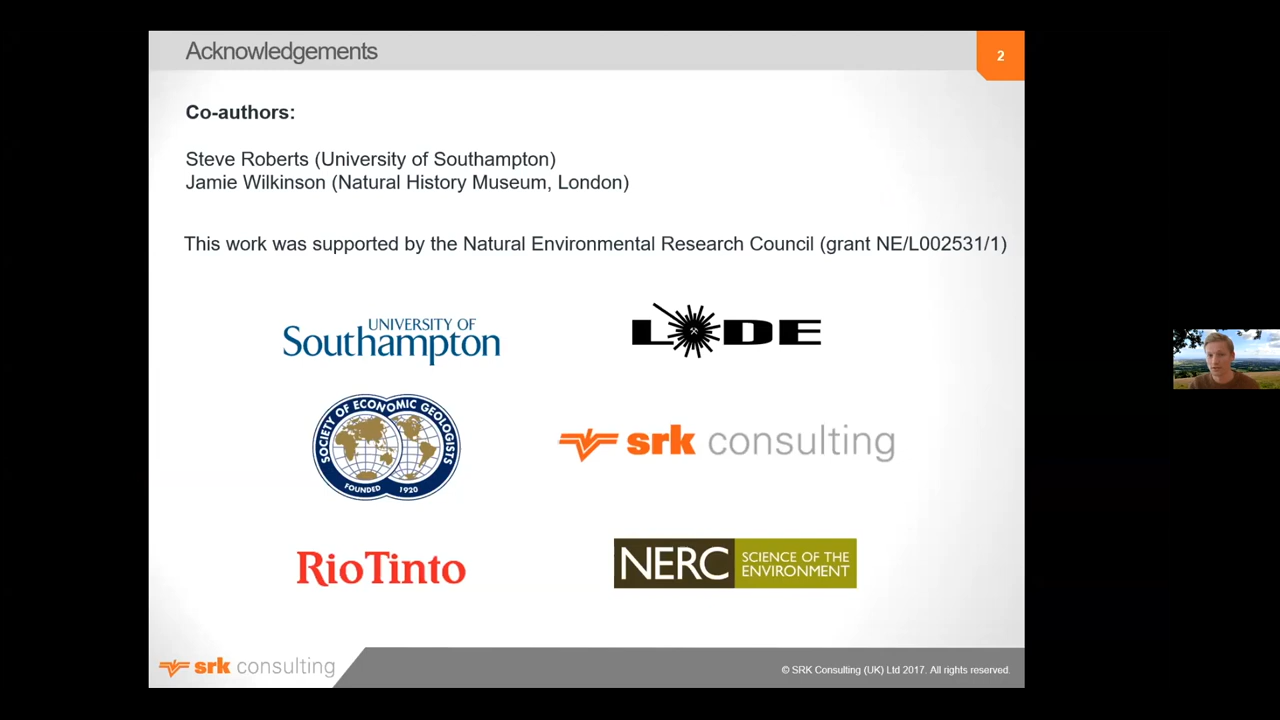 Acknowledgements
2
Co-authors:
Steve Roberts (University of Southampton)
Jamie Wilkinson (Natural History Museum, London)
This work was supported by the Natural Environmental Research Council (grant NE/L002531/1)
UNIVERSITY OF
Southampton
LODE
SOCIETY OF ECONOMIC GEOLOGISTS
FOUNDED 1920
srk consulting
RioTinto
NERC SCIENCE OF THE
ENVIRONMENT
srk consulting
© SRK Consulting (UK) Ltd 2017. All rights reserved.